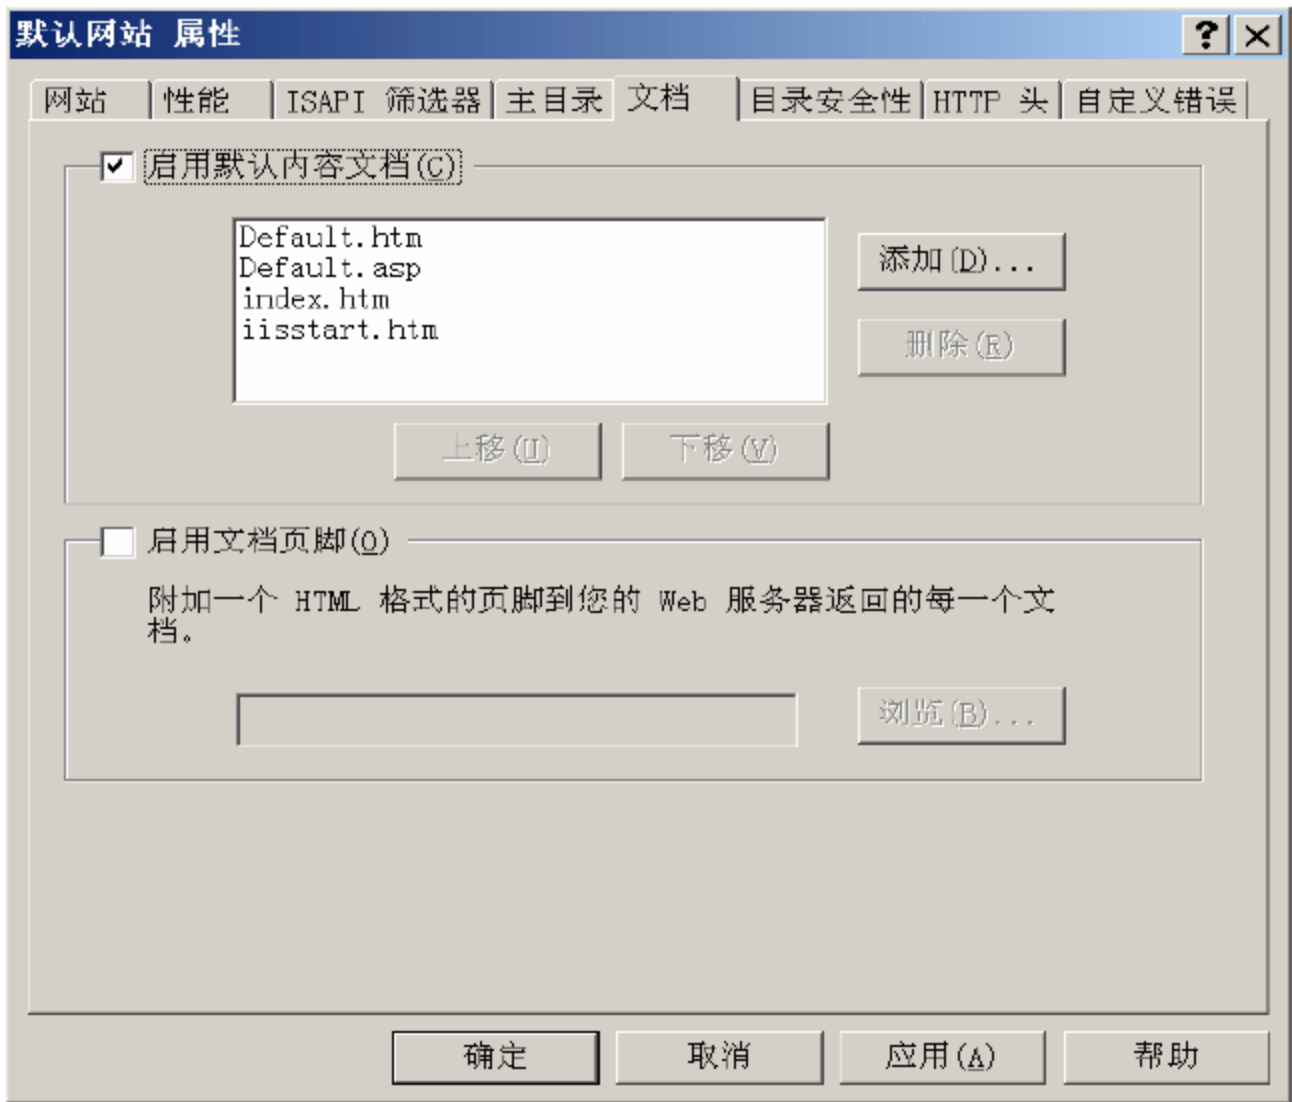 默认网站 属性
网站 性能 ISAPI 筛选器 主目录 文档 目录安全性 HTTP 头 自定义错误
启用默认内容文档(C)
Default.htm
Default.asp
index.htm
iisstart.htm
添加(D)...
删除(R)
上移(U) 下移(V)
启用文档页脚(O)
附加一个 HTML 格式的页脚到您的 Web 服务器返回的每一个文
档。
浏览(B)...
确定 取消 应用(A) 帮助